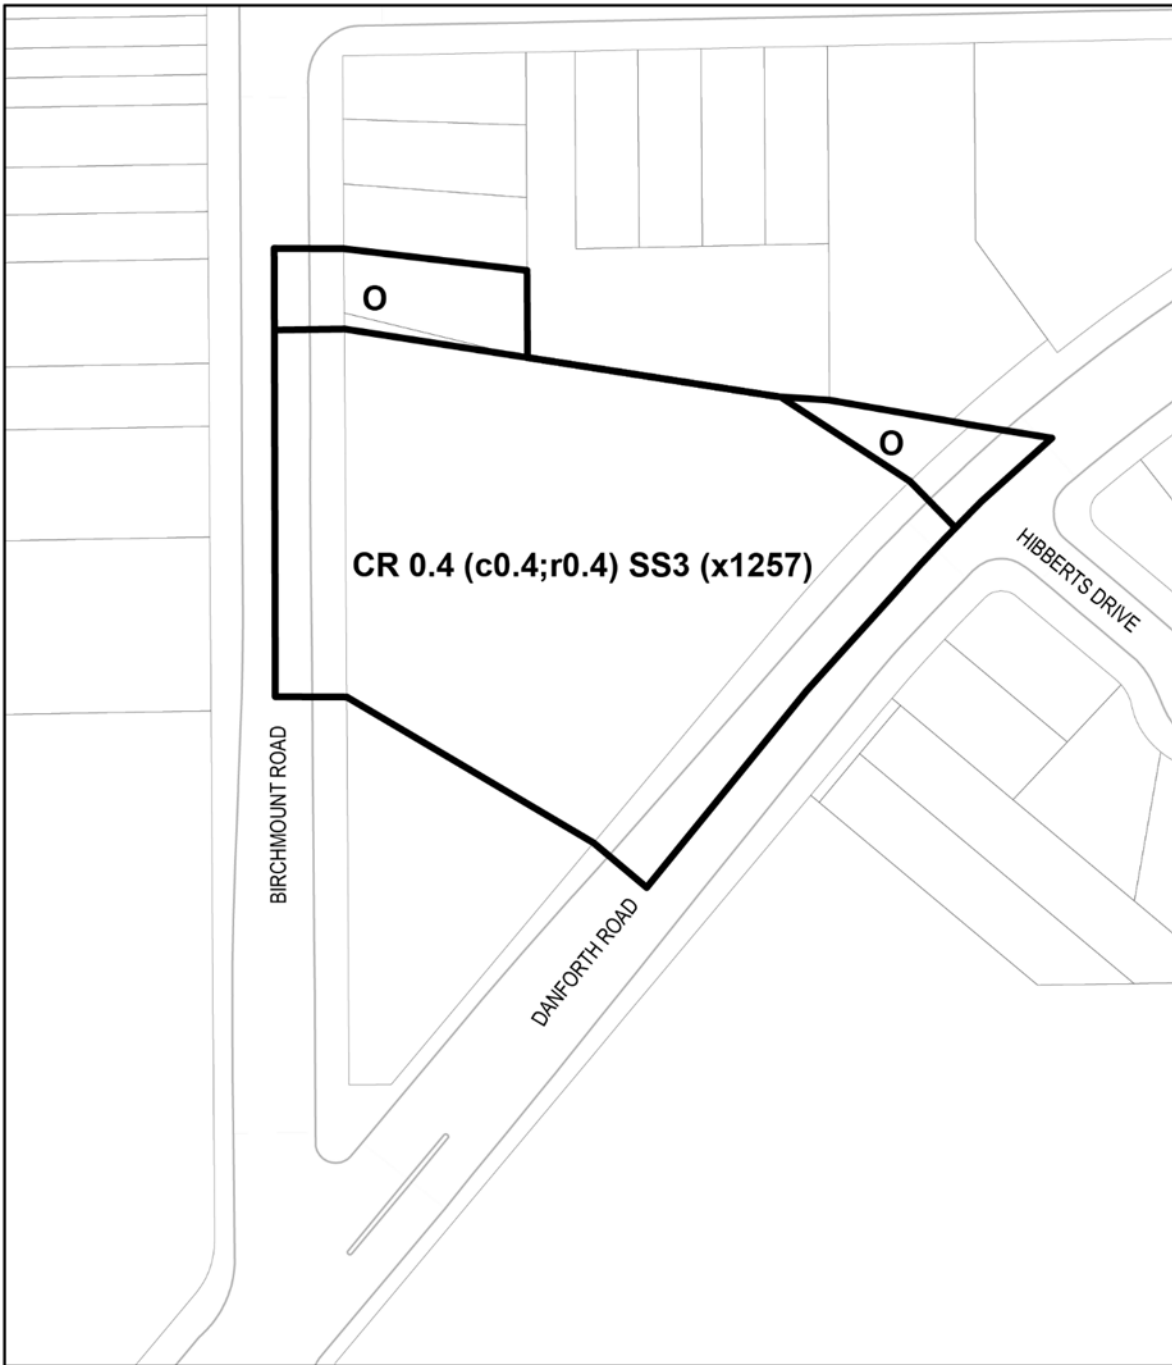 O
O
CR 0.4 (c0.4;r0.4) SS3 (x1257)
HIBBERTS DRIVE
BIRCHMOUNT ROAD
DANFORTH ROAD